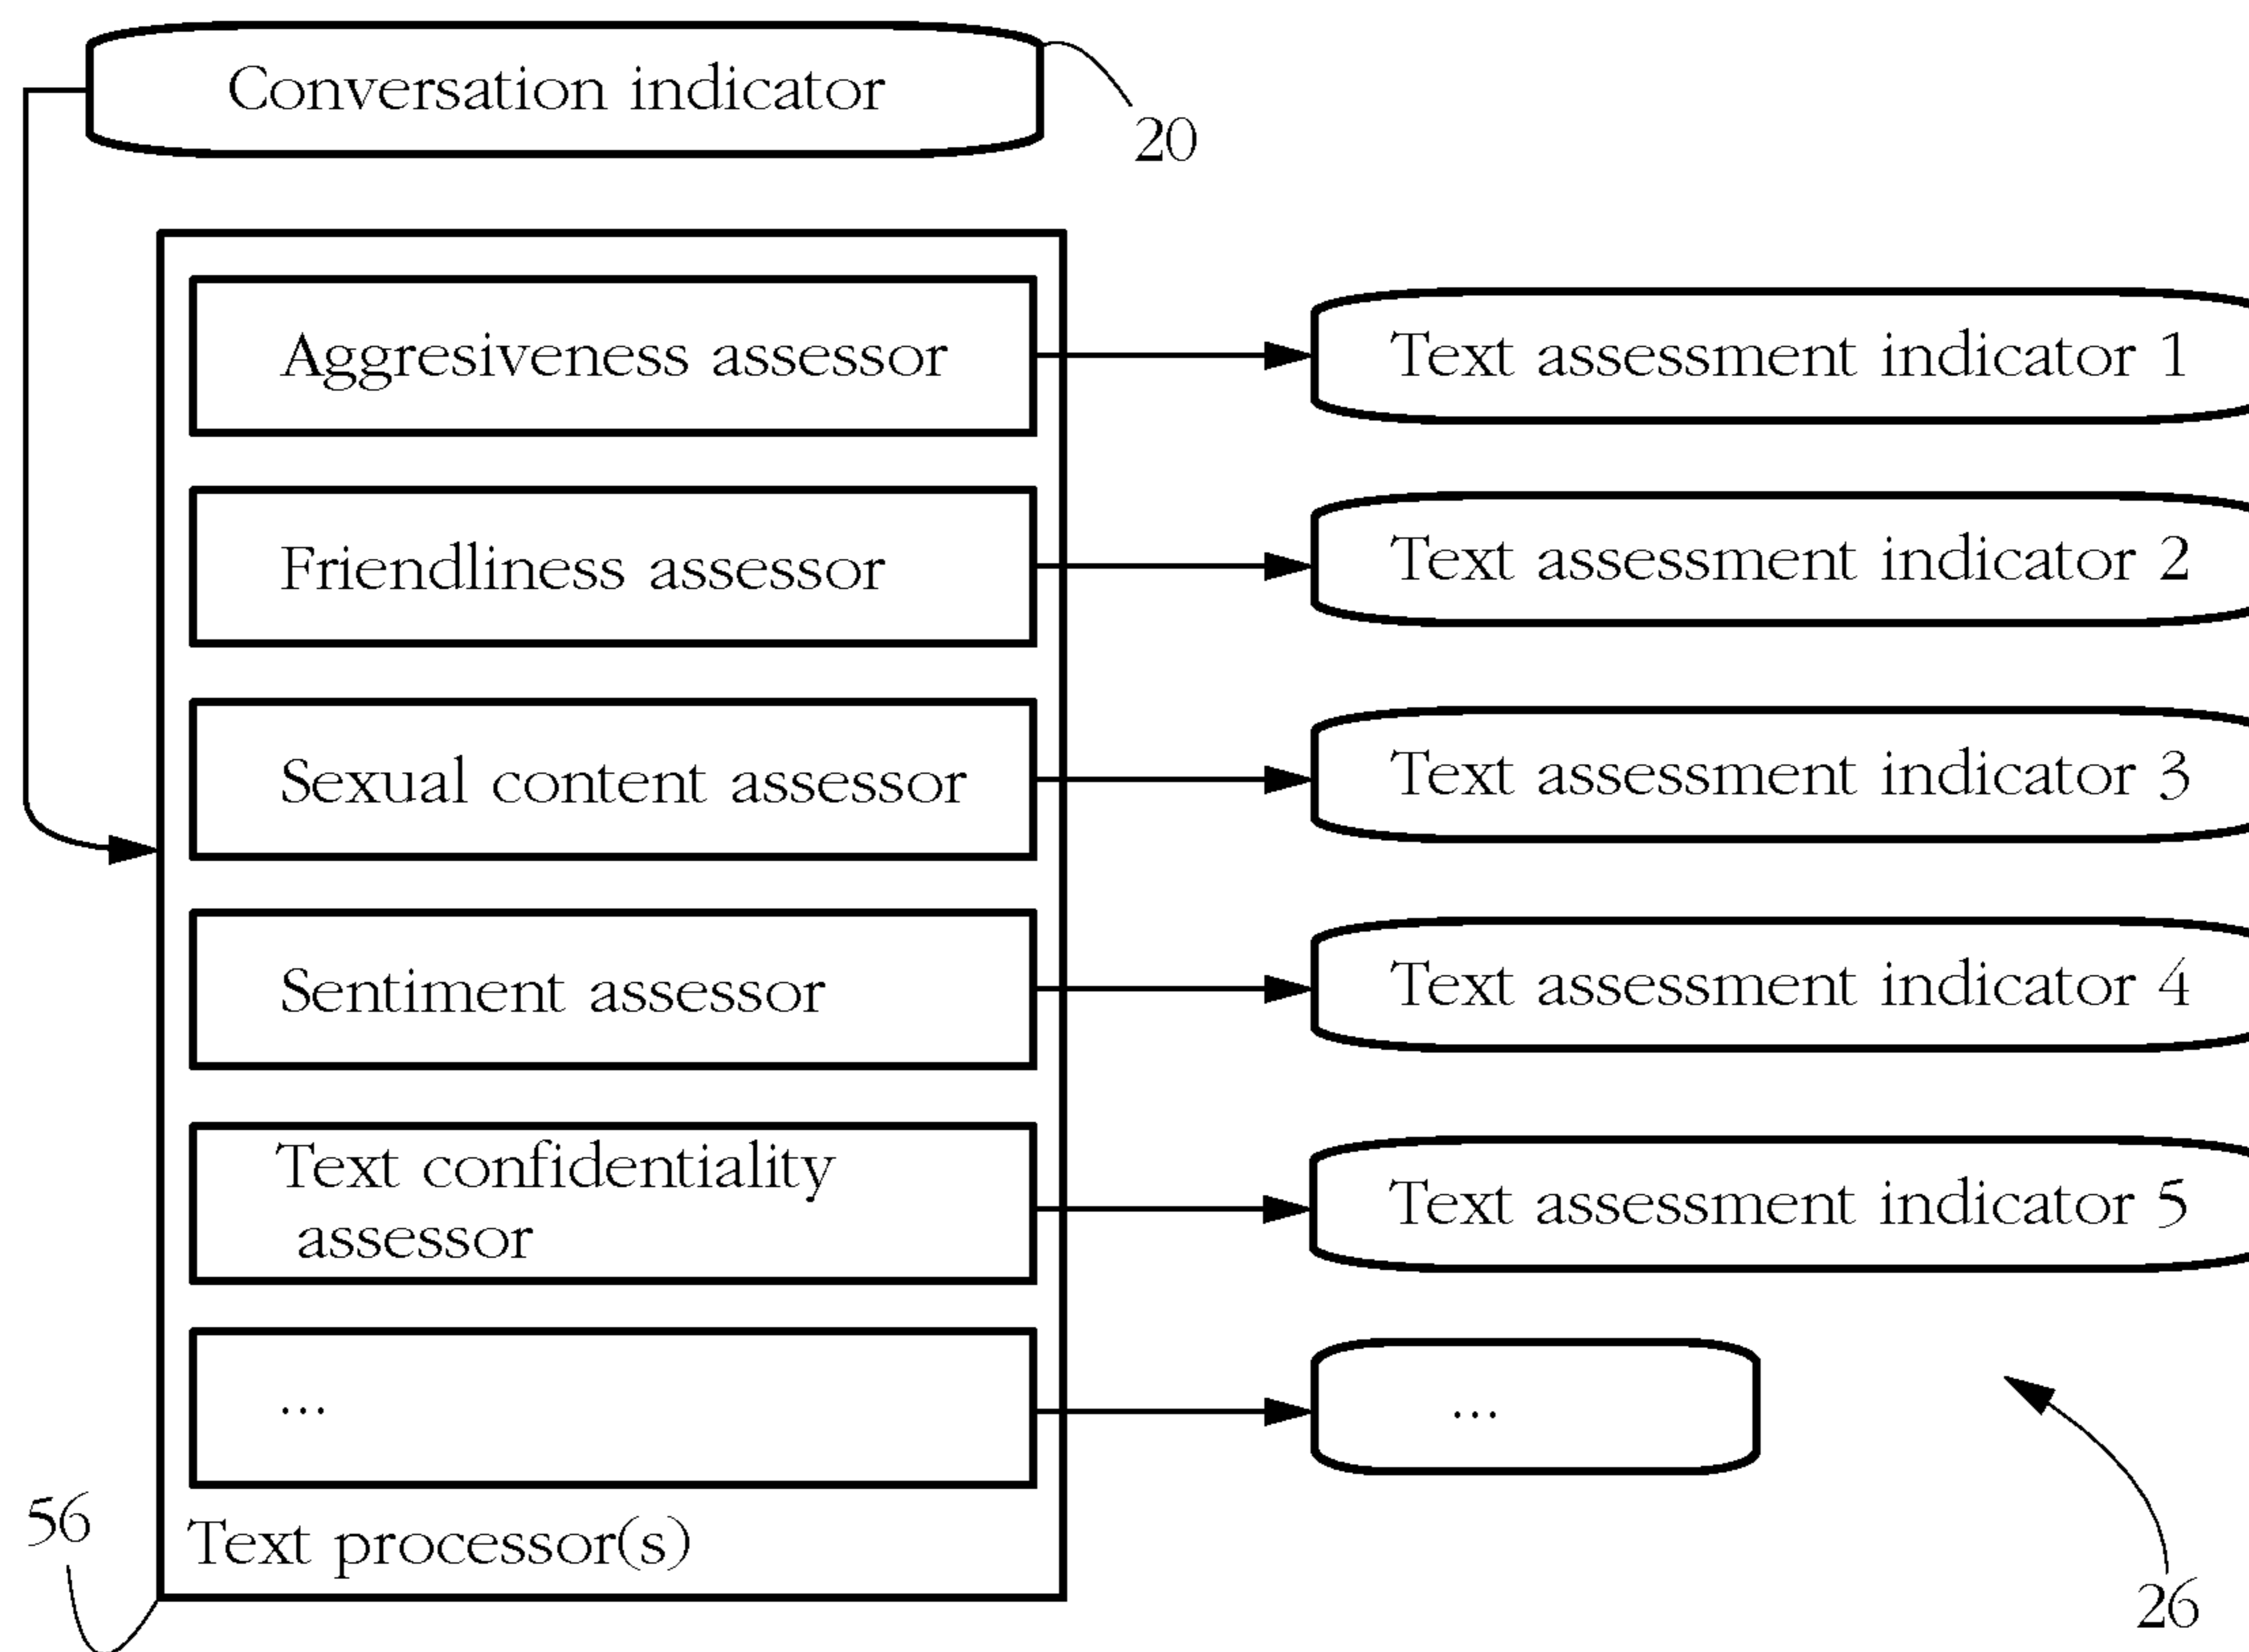 Conversation indicator
20
Aggresiveness assessor
Text assessment indicator 1
Friendliness assessor
Text assessment indicator 2
Sexual content assessor
Text assessment indicator 3
Sentiment assessor
Text assessment indicator 4
Text confidentiality
assessor
Text assessment indicator 5
...
...
56
Text processor(s)
26